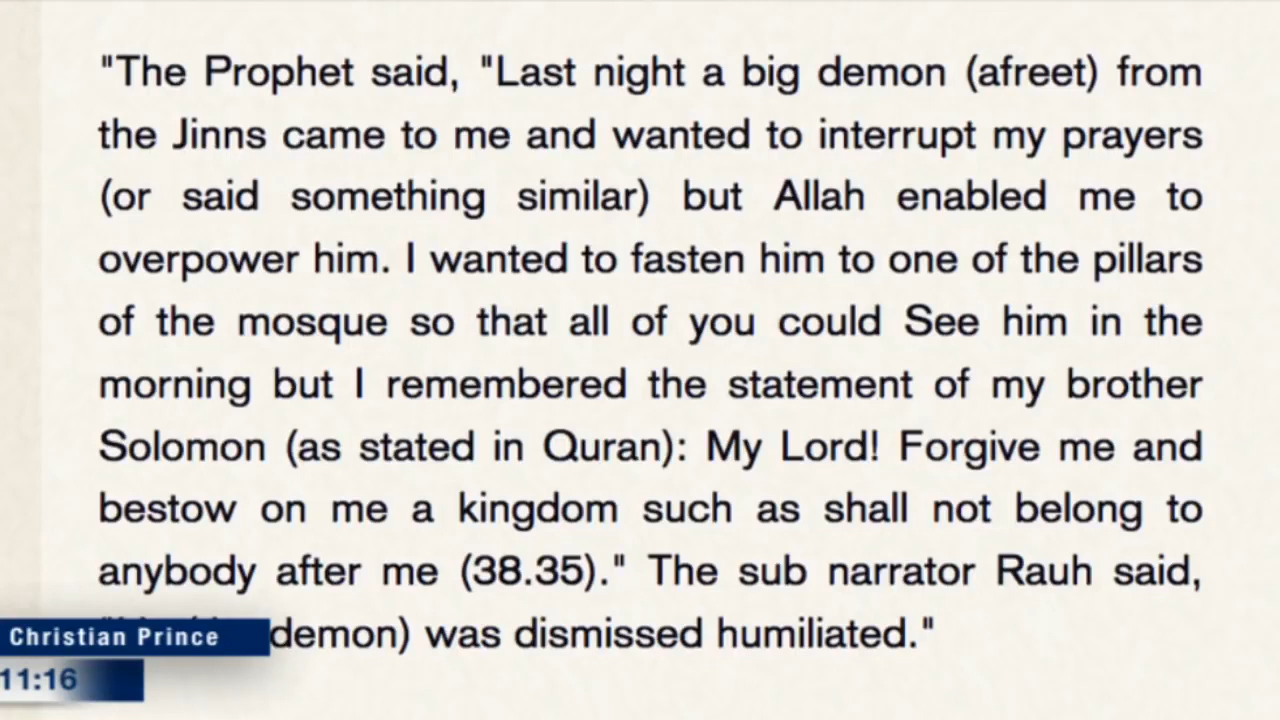 "The Prophet said, "Last night a big demon (afreet) from
the Jinns came to me and wanted to interrupt my prayers
(or said something similar) but Allah enabled me to
overpower him. I wanted to fasten him to one of the pillars
of the mosque so that all of you could See him in the
morning but I remembered the statement of my brother
Solomon (as stated in Quran): My Lord! Forgive me and
bestow on me a kingdom such as shall not belong to
anybody after me (38.35)." The sub narrator Rauh said,
demon) was dismissed humiliated."
Christian Prince
11:16